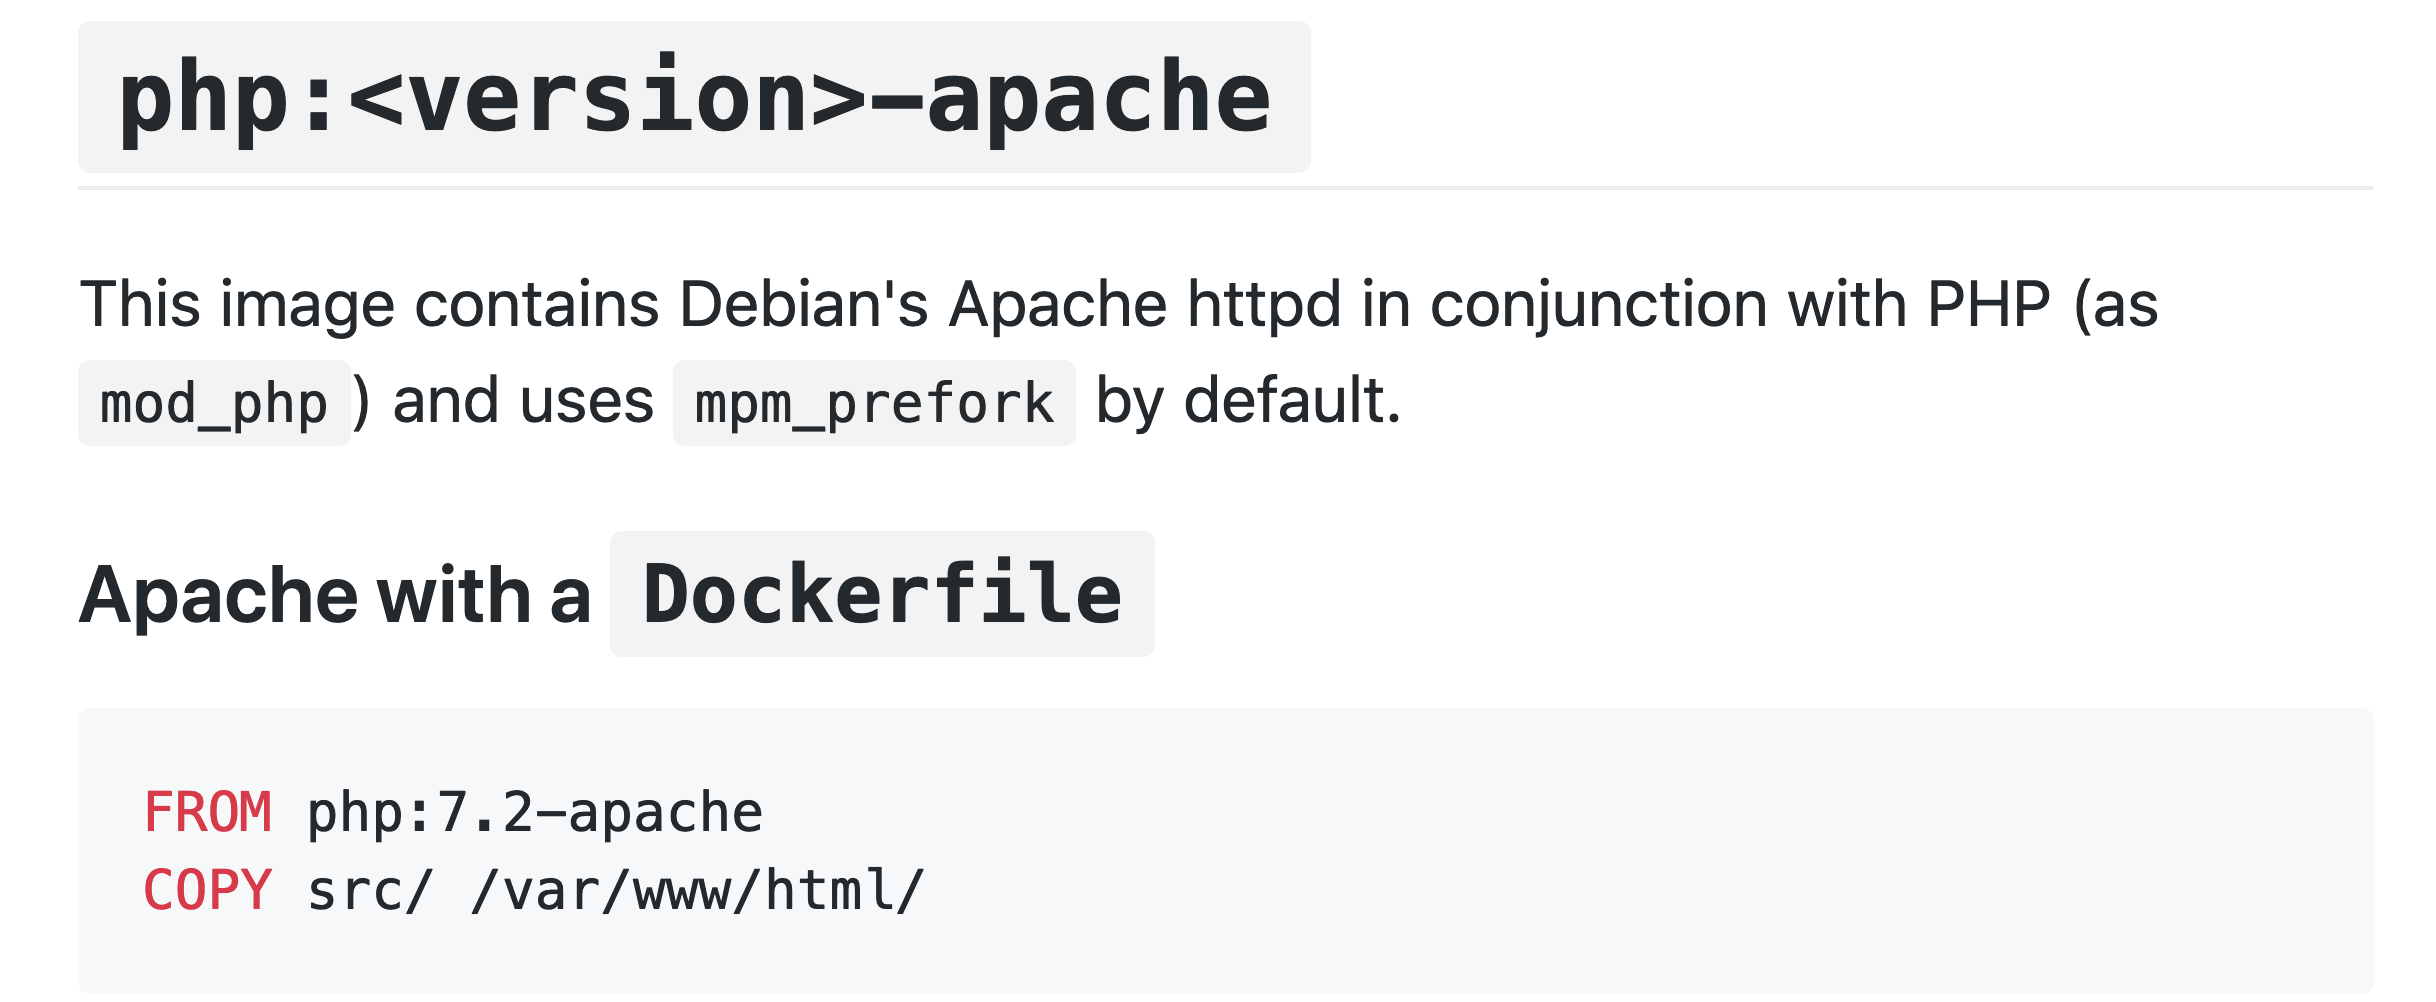 php:<version>-apache
This image contains Debian's Apache httpd in conjunction with PHP (as
mod_php) and uses mpm_prefork by default.
Apache with a Dockerfile
FROM php:7.2-apache
COPY src/ /var/www/html/